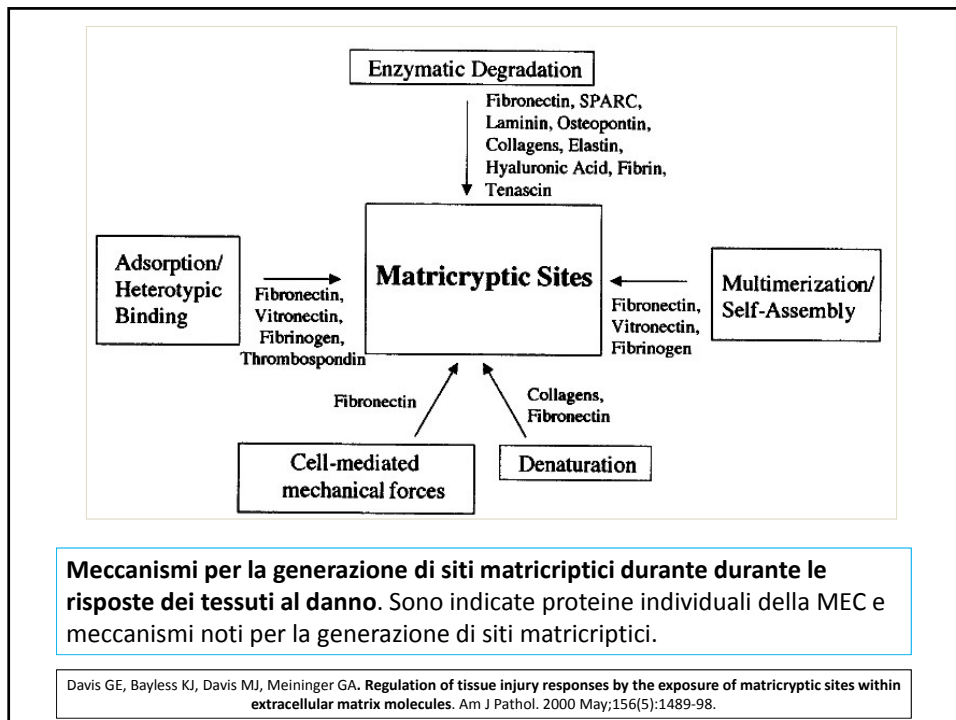 Enzymatic Degradation
Fibronectin, SPARC,
Laminin, Osteopontin,
Collagens, Elastin,
Hyaluronic Acid, Fibrin,
Tenascin
Adsorption/
Heterotypic
Binding
Fibronectin,
Vitronectin,
Fibrinogen,
Thrombospondin
Matricryptic Sites
Fibronectin,
Vitronectin,
Fibrinogen
Multimerization/
Self-Assembly
Fibronectin
Collagens,
Fibronectin
Cell-mediated
mechanical forces
Denaturation
Meccanismi per la generazione di siti matricriptici durante durante le
risposte dei tessuti al danno. Sono indicate proteine individuali della MEC e
meccanismi noti per la generazione di siti matricriptici.
Davis GE, Bayless KJ, Davis MJ, Meininger GA. Regulation of tissue injury responses by the exposure of matricryptic sites within
extracellular matrix molecules. Am J Pathol. 2000 May;156(5):1489-98.